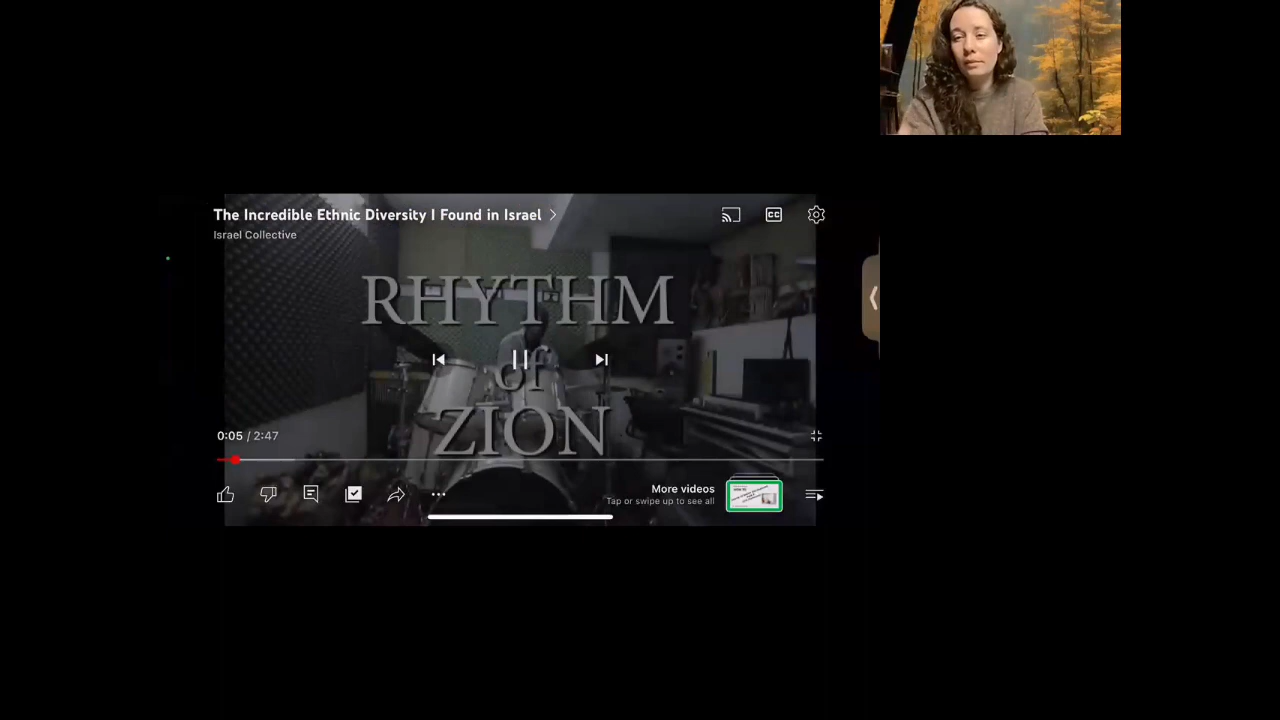 The Incredible Ethnic Diversity I Found in Israel
Israel Collective
RHYTHM
of
ZION
0:05 / 2:47
More videos
Tap or swipe up to see all